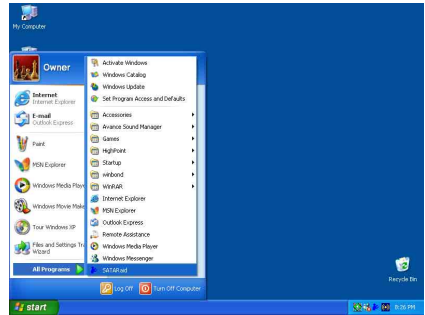 My Computer
Owner
Internet
Internet Explorer
E-mail
Outlook Express
Paint
MSN Explorer
Windows Media Play
Windows Movie Make
Tour Windows XP
Files and Settings Tr
Wizard
All Programs
Activate Windows
Windows Catalog
Windows Update
Set Program Access and Defaults
Accessories
Avance Sound Manager
Games
HighPoint
Startup
winbond
WinRAR
Internet Explorer
MSN Explorer
Outlook Express
Remote Assistance
Windows Media Player
Windows Messenger
SATARaid
Log Off
Turn Off Computer
Recycle Bin
start
8:26 PM